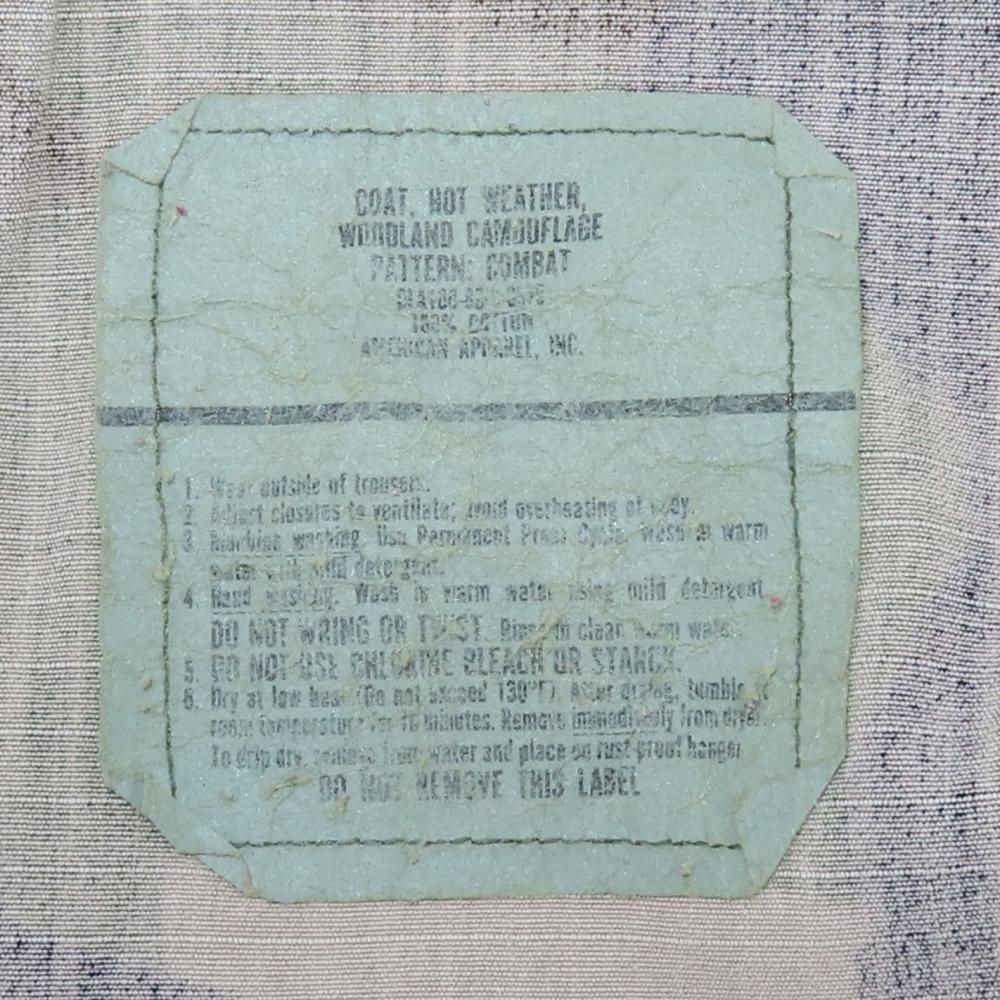 COAT, HOT WEATHER,
WOODLAND CAMOUFLAGE
PATTERN: COMBAT
100% COTTON
AMERICAN APPAREL, INC.
1. Wear outside of trousers.
2. Adjust closures to ventilate; avoid overheating of body.
3. Machine washing. Use Permanent Press Cycle, wash in warm
water with mild detergent.
4. Hand washing. Wash in warm water using mild detergent.
DO NOT WRING OR TWIST. Rinse in clean warm water.
5. DO NOT USE CHLORINE BLEACH OR STARCH.
6. Dry at low heat (Do not exceed 130°F). After drying, tumble at
room temperature for 10 minutes. Remove immediately from dryer.
To drip dry, remove from water and place on rust proof hanger
DO NOT REMOVE THIS LABEL